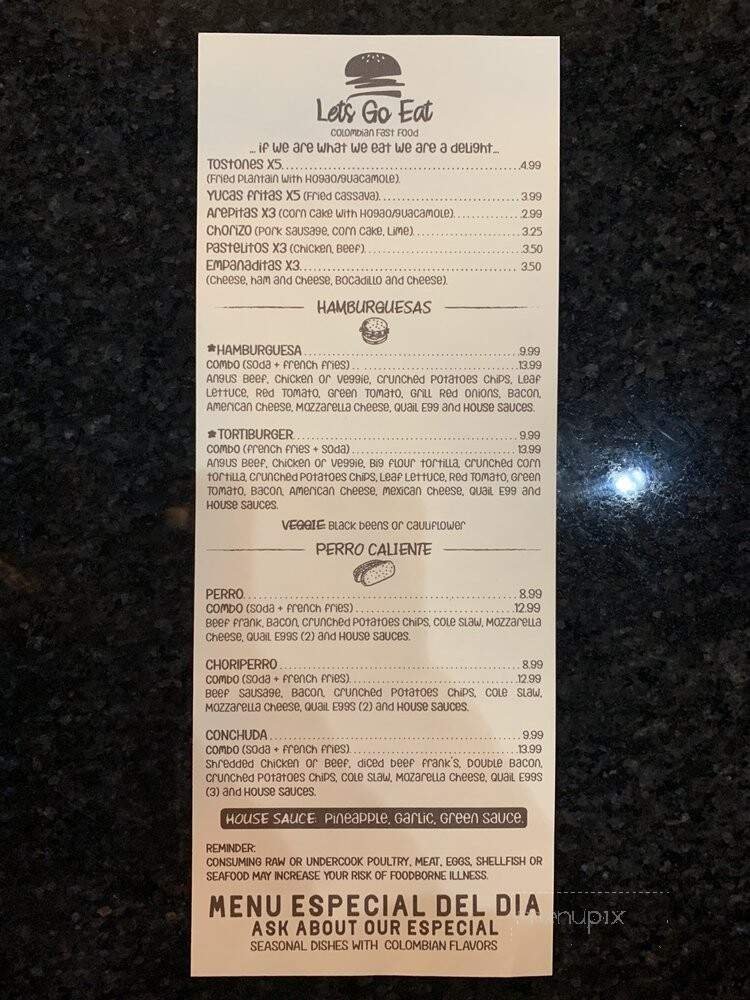 Let's Go Eat
Colombian Fast Food
... if we are what we eat we are a delight...
Tostones X5 4.99
(Fried Plantain with Hogao/guacamole).
Yucas fritas X5 (Fried cassava) 3.99
Arepitas X3 (corn cake with Hogao/guacamole) 2.99
Chorizo (Pork sausage, corn cake, Lime) 3.25
Pastelitos X3 (Chicken, Beef) 3.50
Empanaditas X3 3.50
(Cheese, ham and cheese, Bocadillo and cheese).
HAMBURGUESAS
*HAMBURGUESA 9.99
Combo (soda + french fries) 13.99
Angus Beef, Chicken or Veggie, Crunched Potatoes Chips, Leaf
Lettuce, Red Tomato, Green Tomato, Grill Red Onions, Bacon,
American Cheese, Mozzarella Cheese, Quail Egg and House Sauces.
*TORTIBURGER 9.99
Combo (french fries + soda) 13.99
Angus Beef, Chicken or Veggie, Big flour tortilla, Crunched corn
tortilla, Crunched Potatoes Chips, Leaf Lettuce, Red Tomato, Green
Tomato, Bacon, American Cheese, Mexican Cheese, Quail Egg and
House Sauces.
VEGGIE Black beens or cauliflower
PERRO CALIENTE
PERRO 8.99
Combo (soda + french fries) 12.99
Beef Frank, Bacon, Crunched Potatoes Chips, Cole Slaw, Mozzarella
Cheese, Quail Eggs (2) and House Sauces.
CHORIPERRO 8.99
Combo (soda + french fries) 12.99
Beef Sausage, Bacon, Crunched Potatoes Chips, Cole Slaw,
Mozzarella Cheese, Quail Eggs (2) and House Sauces.
CONCHUDA 9.99
Combo (soda + french fries) 13.99
Shredded Chicken or Beef, diced beef frank's, Double Bacon,
Crunched Potatoes Chips, Cole Slaw, Mozarella Cheese, Quail Eggs
(3) and House Sauces.
HOUSE SAUCE: Pineapple, Garlic, Green sauce.
REMINDER:
CONSUMING RAW OR UNDERCOOK POULTRY, MEAT, EGGS, SHELLFISH OR
SEAFOOD MAY INCREASE YOUR RISK OF FOODBORNE ILLNESS.
MENU ESPECIAL DEL DIA
menupix
ASK ABOUT OUR ESPECIAL
SEASONAL DISHES WITH COLOMBIAN FLAVORS